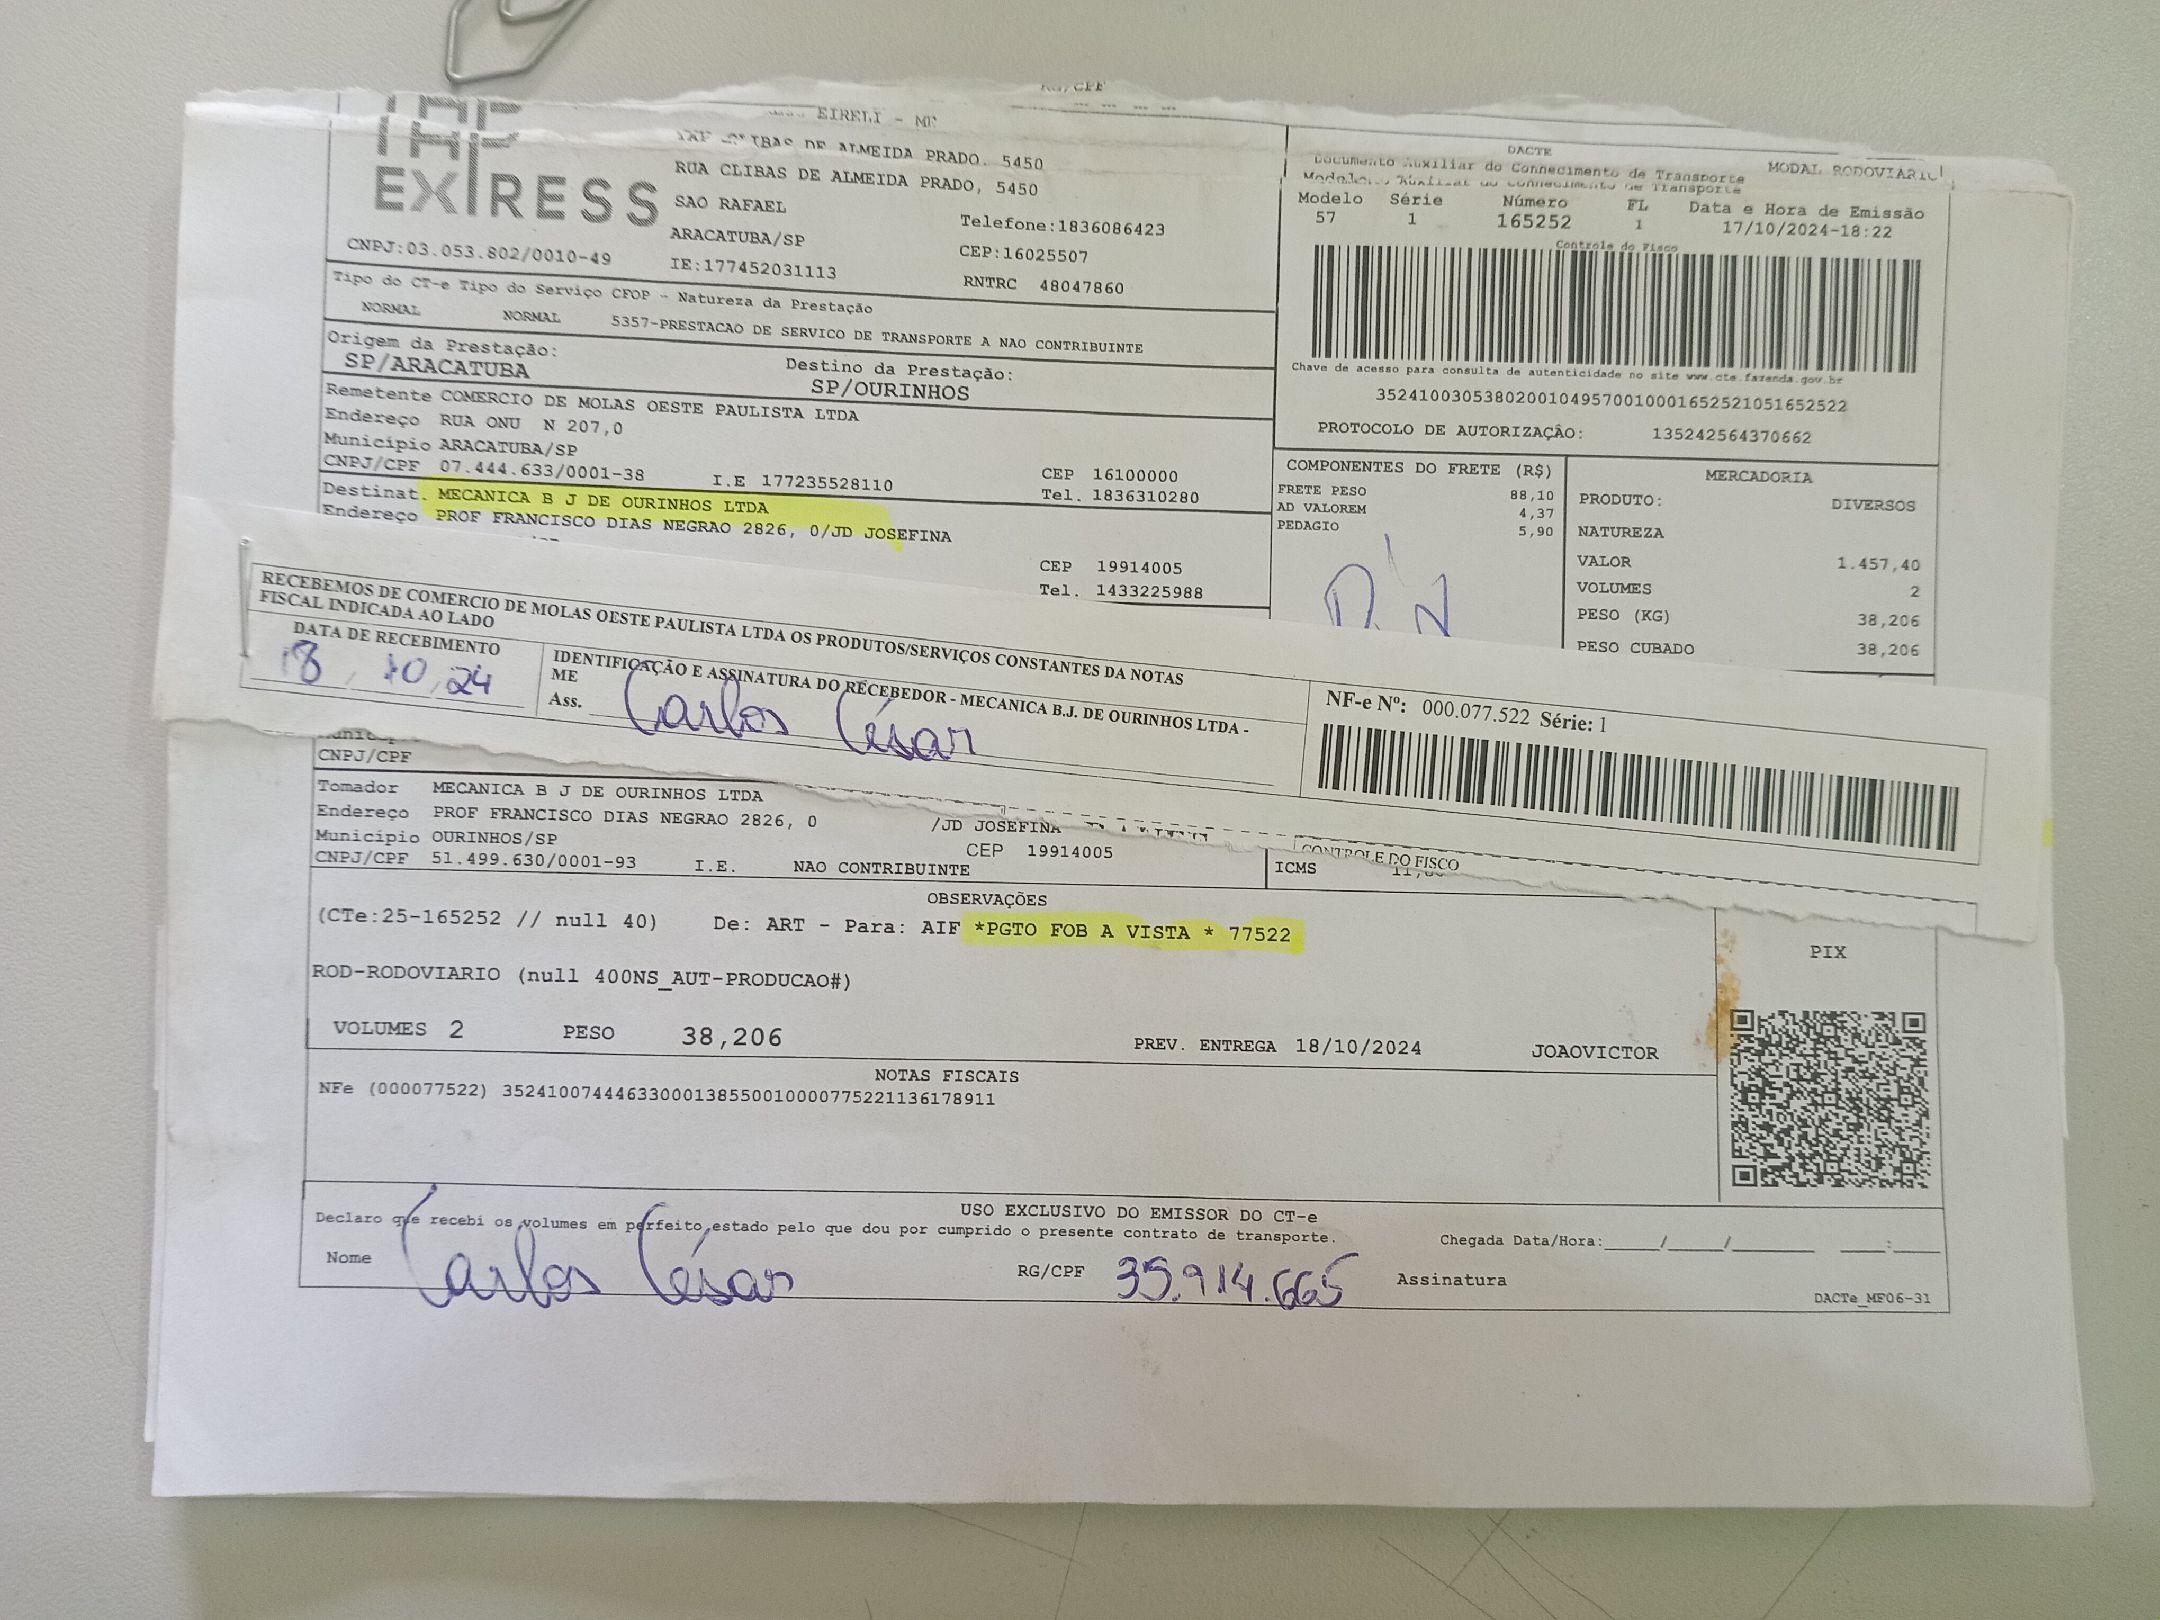 RG/CPF
EIRELI - ME
EXPRESS
DE ALMEIDA PRADO. 5450
RUA CLIBAS DE ALMEIDA PRADO, 5450
SAO RAFAEL
Telefone:1836086423
ARACATUBA/SP
CEP:16025507
CNPJ:03.053.802/0010-49
IE:177452031113
RNTRC 48047860
DACTE
Documento Auxiliar do Conhecimento de Transporte
MODAL RODOVIARIO
Modelo Série Número FL Data e Hora de Emissão
57 1 165252 1 17/10/2024-18:22
Controle do Fisco
Chave de acesso para consulta de autenticidade no site www.cte.fazenda.gov.br
35241003053802001049570010001652521051652522
PROTOCOLO DE AUTORIZAÇÂO: 135242564370662
Tipo do CT-e Tipo do Serviço CFOP - Natureza da Prestação
NORMAL NORMAL 5357-PRESTACAO DE SERVICO DE TRANSPORTE A NAO CONTRIBUINTE
Origem da Prestação: Destino da Prestação:
SP/ARACATUBA SP/OURINHOS
Remetente COMERCIO DE MOLAS OESTE PAULISTA LTDA
Endereço RUA ONU N 207,0
Município ARACATUBA/SP
CEP 16100000
CNPJ/CPF 07.444.633/0001-38 I.E 177235528110 Tel. 1836310280
Destinat. MECANICA B J DE OURINHOS LTDA
Endereço PROF FRANCISCO DIAS NEGRAO 2826, 0/JD JOSEFINA
CEP 19914005
Tel. 1433225988
COMPONENTES DO FRETE (R$)
FRETE PESO 88,10
AD VALOREM 4,37
PEDAGIO 5,90
MERCADORIA
PRODUTO: DIVERSOS
NATUREZA
VALOR 1.457,40
VOLUMES 2
PESO (KG) 38,206
PESO CUBADO 38,206
RECEBEMOS DE COMERCIO DE MOLAS OESTE PAULISTA LTDA OS PRODUTOS/SERVIÇOS CONSTANTES DA NOTAS
FISCAL INDICADA AO LADO
DATA DE RECEBIMENTO
18, 10, 24
IDENTIFICAÇÃO E ASSINATURA DO RECEBEDOR - MECANICA B.J. DE OURINHOS LTDA -
ME
Ass. Carlos César
NF-e Nº: 000.077.522 Série: 1
CNPJ/CPF
Tomador MECANICA B J DE OURINHOS LTDA
Endereço PROF FRANCISCO DIAS NEGRAO 2826, 0 /JD JOSEFINA
Município OURINHOS/SP CEP 19914005
CNPJ/CPF 51.499.630/0001-93 I.E. NAO CONTRIBUINTE
CONTROLE DO FISCO
ICMS
OBSERVAÇÕES
(CTe:25-165252 // null 40) De: ART - Para: AIF *PGTO FOB A VISTA * 77522
PIX
ROD-RODOVIARIO (null 400NS_AUT-PRODUCAO#)
VOLUMES 2 PESO 38,206 PREV. ENTREGA 18/10/2024 JOAOVICTOR
NOTAS FISCAIS
NFe (000077522) 35241007444633000138550010000775221136178911
USO EXCLUSIVO DO EMISSOR DO CT-e
Declaro que recebi os volumes em perfeito estado pelo que dou por cumprido o presente contrato de transporte.
Chegada Data/Hora:_____/_____/_______ ____:____
Nome Carlos César RG/CPF 35.914.665 Assinatura
DACTe_MF06-31